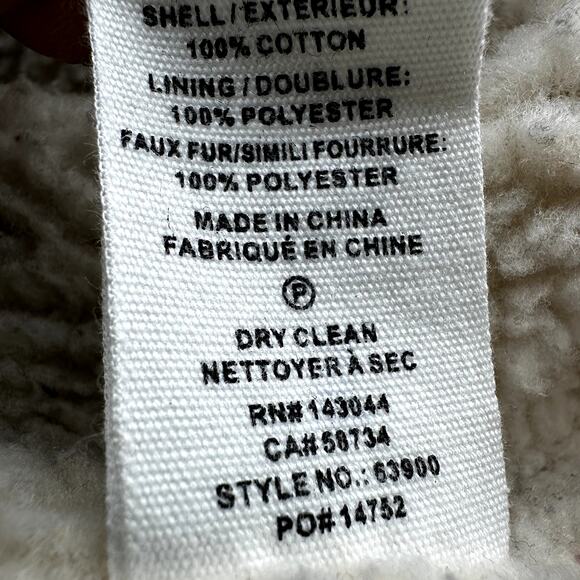 SHELL/EXTÉRIEUR:
100% COTTON
LINING/DOUBLURE:
100% POLYESTER
FAUX FUR/SIMILI FOURRURE:
100% POLYESTER
MADE IN CHINA
FABRIQUÉ EN CHINE
P
DRY CLEAN
NETTOYER À SEC
RN# 143044
CA# 58734
STYLE NO.: 63900
PO# 14752